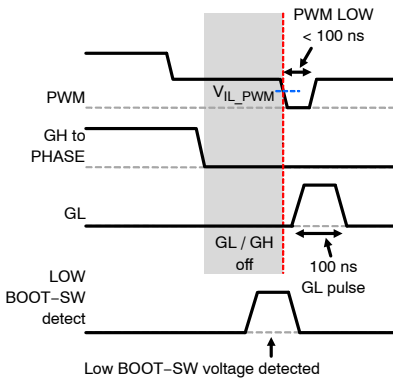 PWM LOW
< 100 ns
V_IL_PWM
PWM
GH to
PHASE
GL
GL / GH
off
100 ns
GL pulse
LOW
BOOT−SW
detect
Low BOOT−SW voltage detected